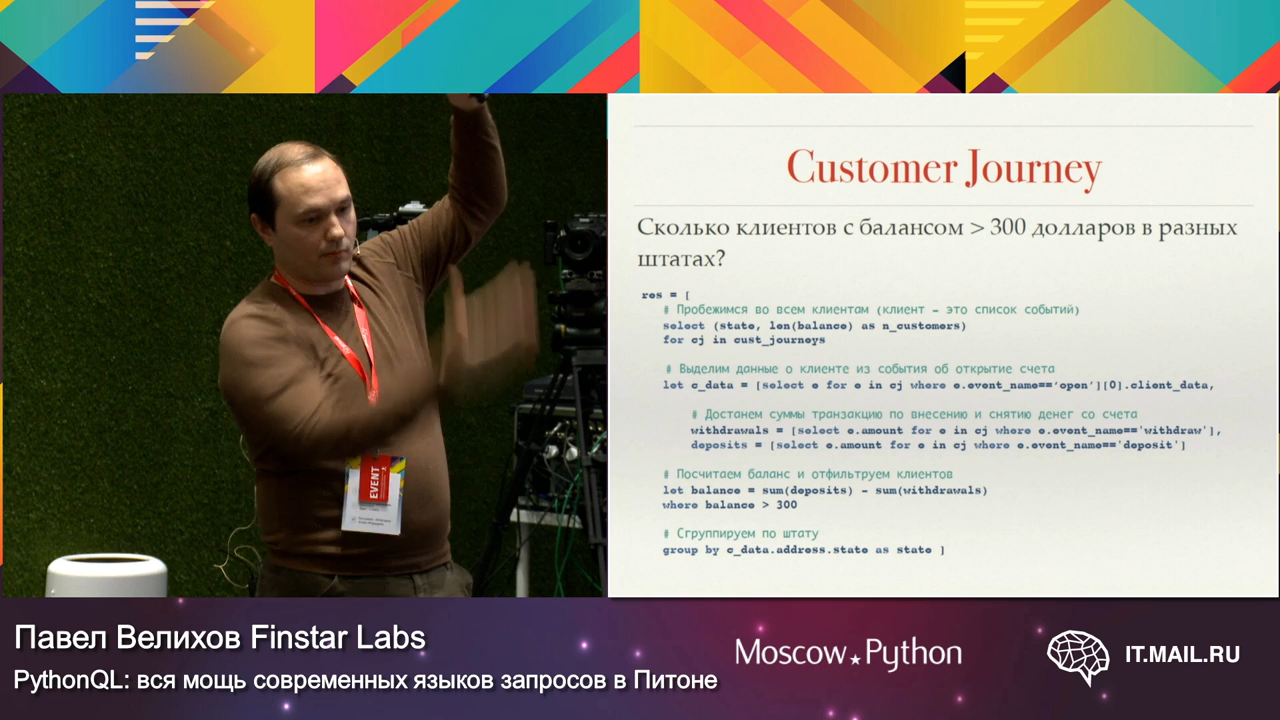 Customer Journey
Сколько клиентов с балансом > 300 долларов в разных
штатах?
res = [
# Пробежимся во всем клиентам (клиент – это список событий)
select (state, len(balance) as n_customers)
for cj in cust_journeys
# Выделим данные о клиенте из события об открытие счета
let c_data = [select e for e in cj where e.event_name=='open'][0].client_data,
# Достанем суммы транзакцию по внесению и снятию денег со счета
withdrawals = [select e.amount for e in cj where e.event_name=='withdraw'],
deposits = [select e.amount for e in cj where e.event_name=='deposit']
# Посчитаем баланс и отфильтруем клиентов
let balance = sum(deposits) – sum(withdrawals)
where balance > 300
# Сгруппируем по штату
group by c_data.address.state as state ]
EVENT
Павел Велихов Finstar Labs
PythonQL: вся мощь современных языков запросов в Питоне
Moscow Python
IT.MAIL.RU